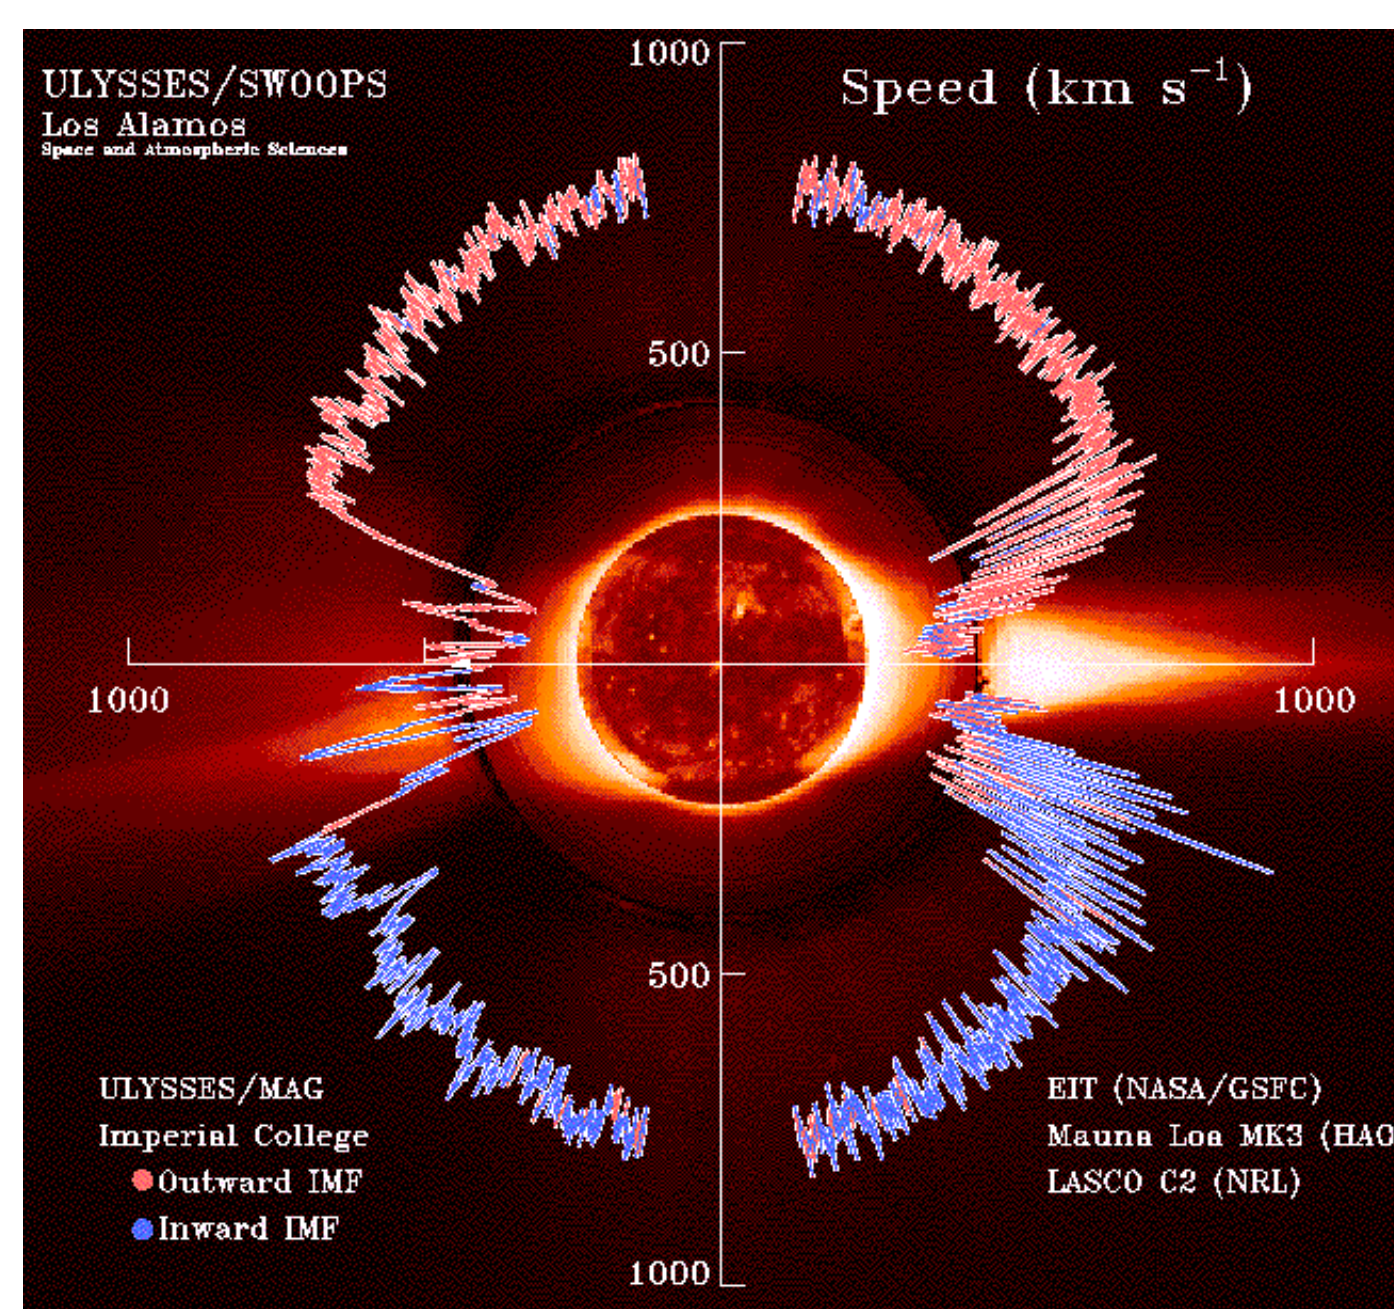 ULYSSES/SWOOPS
Los Alamos
Space and Atmospheric Sciences
Speed (km s⁻¹)
1000
500
1000
1000
500
1000
ULYSSES/MAG
Imperial College
Outward IMF
Inward IMF
EIT (NASA/GSFC)
Mauna Loa MK3 (HAO
LASCO C2 (NRL)